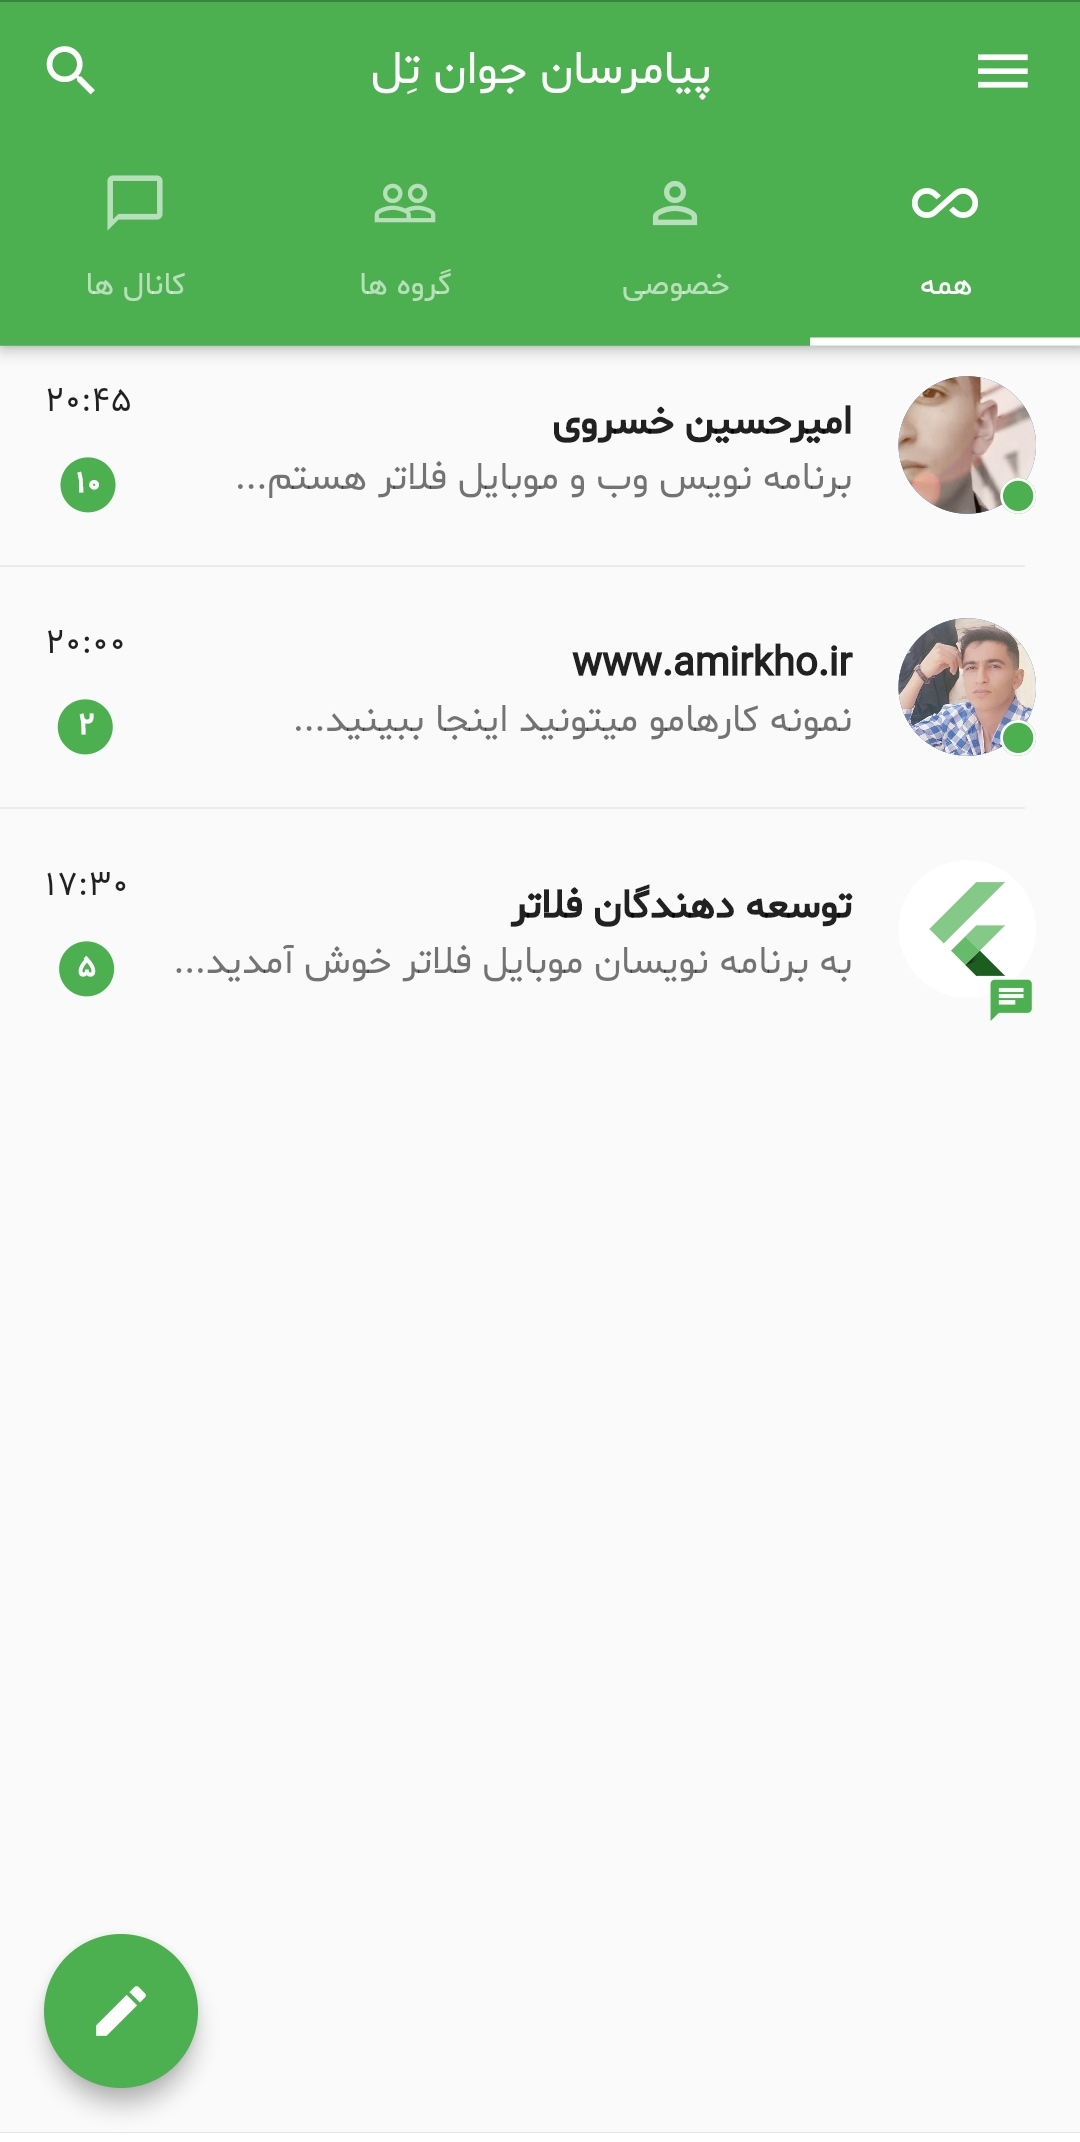 پیامرسان جوان تِل
همه
خصوصی
گروه ها
کانال ها
امیرحسین خسروی
۲۰:۴۵
برنامه نویس وب و موبایل فلاتر هستم...
۱۰
www.amirkho.ir
۲۰:۰۰
نمونه کارهامو میتونید اینجا ببینید...
۲
توسعه دهندگان فلاتر
۱۷:۳۰
به برنامه نویسان موبایل فلاتر خوش آمدید...
۵